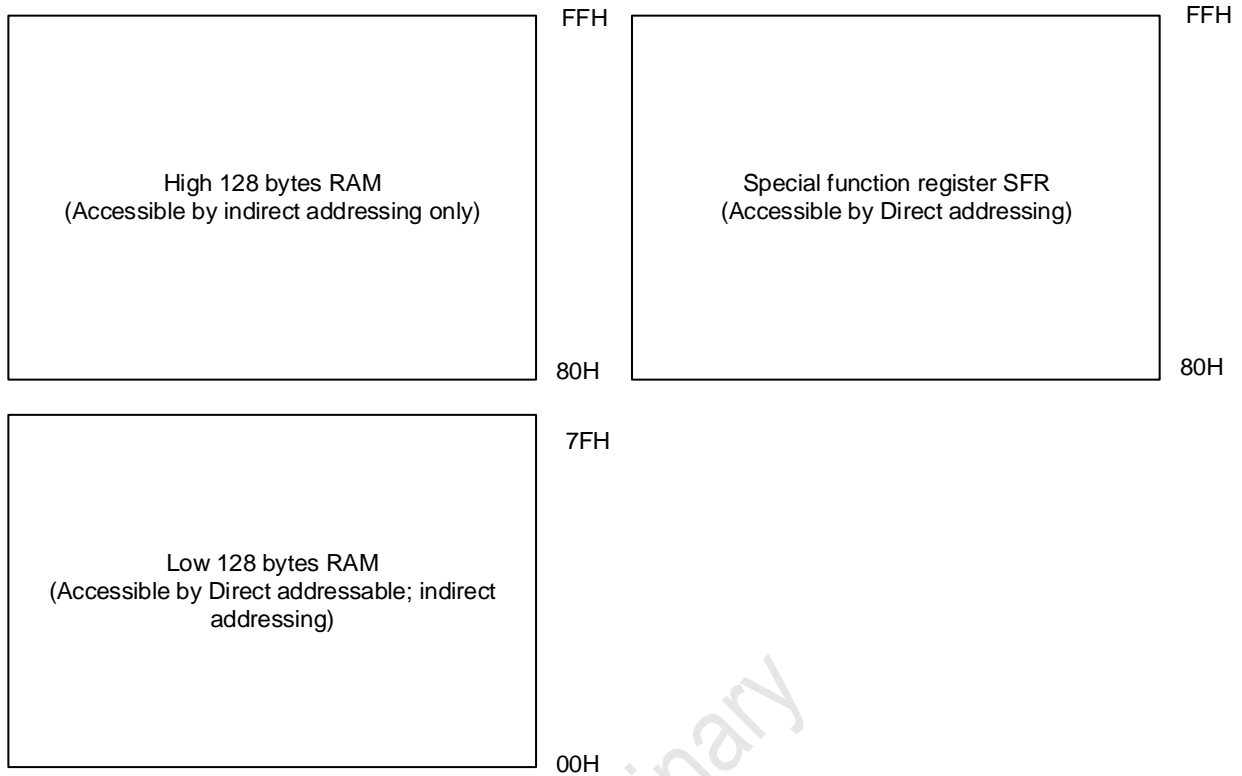 FFH
High 128 bytes RAM
(Accessible by indirect addressing only)
80H
FFH
Special function register SFR
(Accessible by Direct addressing)
80H
7FH
Low 128 bytes RAM
(Accessible by Direct addressable; indirect
addressing)
00H